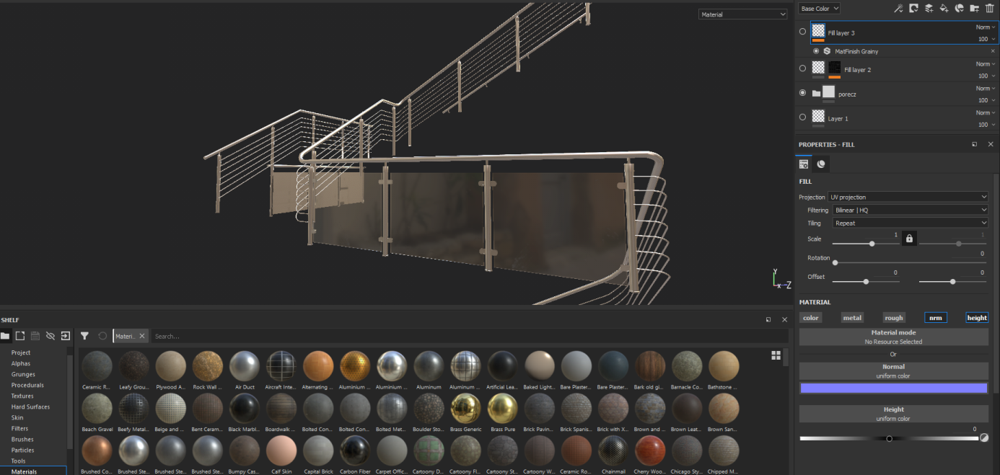 Material
Base Color
Fill layer 3
Norm
100
MatFinish Grainy
Fill layer 2
Norm
100
porecz
Norm
100
Layer 1
Norm
100
PROPERTIES - FILL
FILL
Projection UV projection
Filtering Bilinear | HQ
Tiling Repeat
Scale 1 1
Rotation 0
Offset 0 0
MATERIAL
color metal rough nrm height
Material mode
No Resource Selected
Or
Normal
uniform color
Height
uniform color
0
Y
X Z
SHELF
Materi.. Search...
Project
Alphas
Grunges
Procedurals
Textures
Hard Surfaces
Skin
Filters
Brushes
Particles
Tools
Materials
Ceramic R... Leafy Grou... Plywood A... Rock Wall ... Air Duct Aircraft Inte... Alternating ... Aluminium ... Aluminium ... Aluminum Aluminum ... Artificial Lea... Baked Light... Bare Plaster... Bare Plaster... Bark old gi... Barnacle Co... Bathstone ...
Beach Gravel Beefy Metal... Beige and ... Bent Ceram... Black Marbl... Boardwalk ... Bolted Con... Bolted Con... Bolted Met... Boulder Sto... Brass Generic Brass Pure Brick Pavin... Brick Spanis... Brick with X... Brown and ... Brown Leat... Brown San...
Brushed Co... Brushed Ste... Brushed Ste... Brushed Ste... Bumpy Cas... Calf Skin Capital Brick Carbon Fiber Carpet Offic... Cartoony D... Cartoony Fl... Cartoony St... Cartoony W... Ceramic Ro... Chainmail Cherry Woo... Chicago Sty... Chipped M...